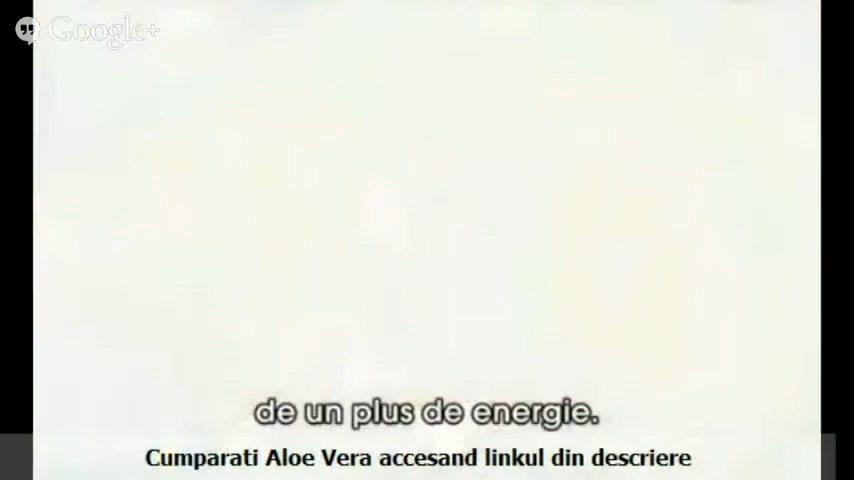 Google+
de un plus de energie.
Cumparati Aloe Vera accesand linkul din descriere